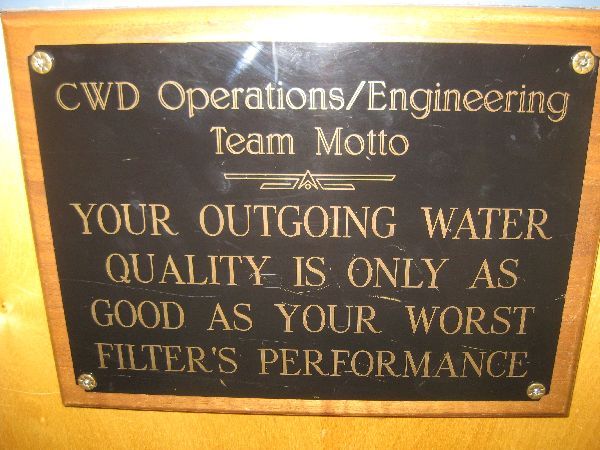 CWD Operations/Engineering
Team Motto
YOUR OUTGOING WATER
QUALITY IS ONLY AS
GOOD AS YOUR WORST
FILTER'S PERFORMANCE